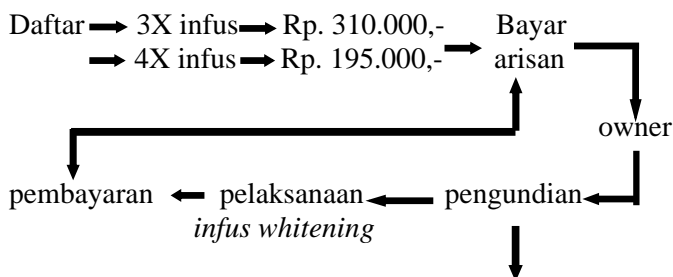 Daftar 3X infus Rp. 310.000,- Bayar
4X infus Rp. 195.000,- arisan
owner
pembayaran pelaksanaan pengundian
infus whitening